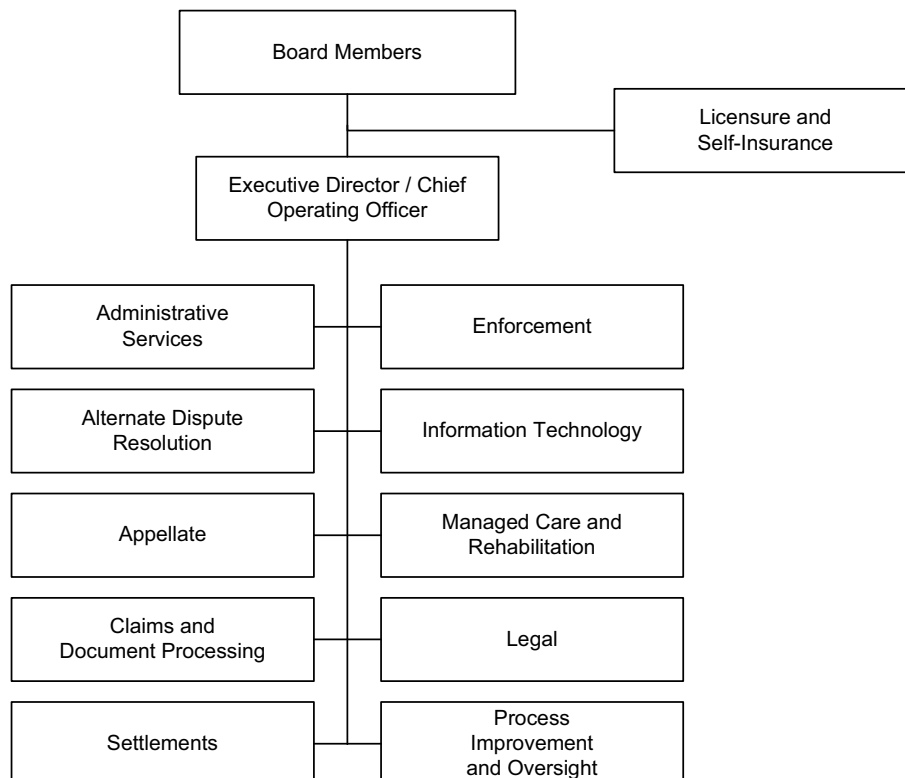 Board Members
Licensure and
Self-Insurance
Executive Director / Chief
Operating Officer
Administrative
Services
Enforcement
Alternate Dispute
Resolution
Information Technology
Appellate
Managed Care and
Rehabilitation
Claims and
Document Processing
Legal
Settlements
Process
Improvement
and Oversight